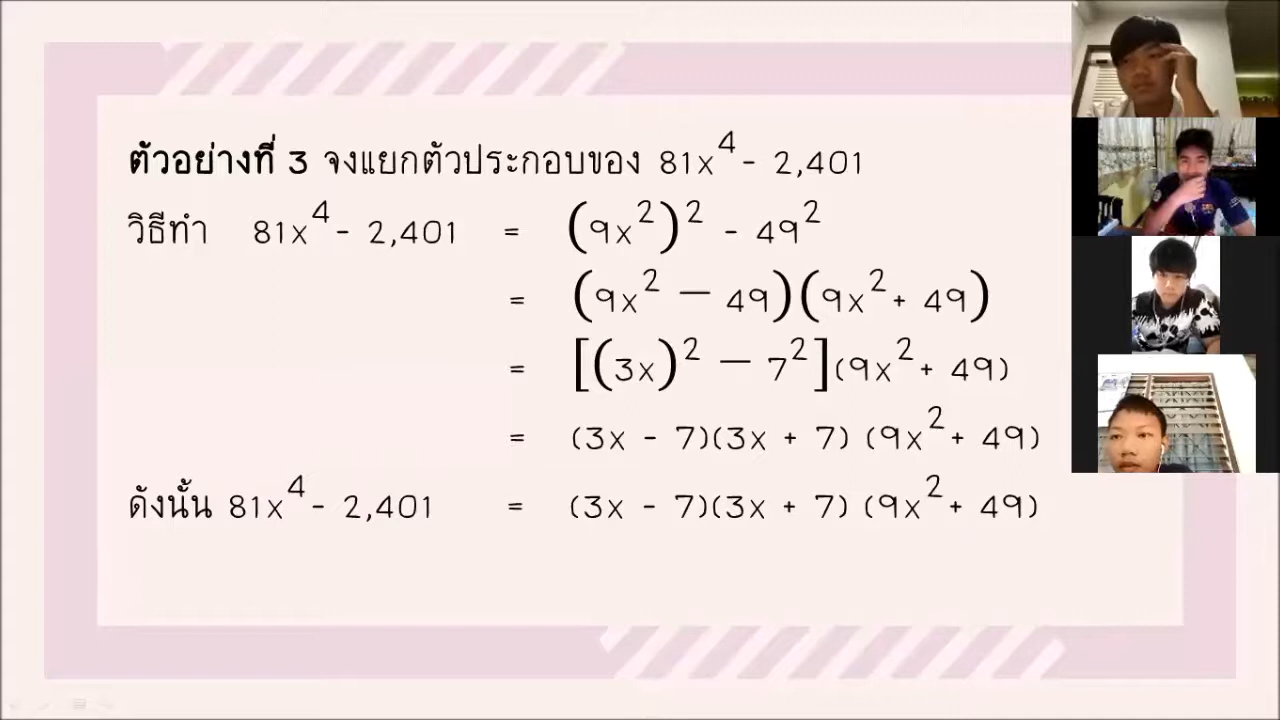 ตัวอย่างที่ 3 จงแยกตัวประกอบของ 81x⁴ - 2,401
วิธีทำ 81x⁴ - 2,401 = (9x²)² - 49²
= (9x² − 49)(9x² + 49)
= [(3x)² − 7²](9x² + 49)
= (3x - 7)(3x + 7) (9x² + 49)
ดังนั้น 81x⁴ - 2,401 = (3x - 7)(3x + 7) (9x² + 49)